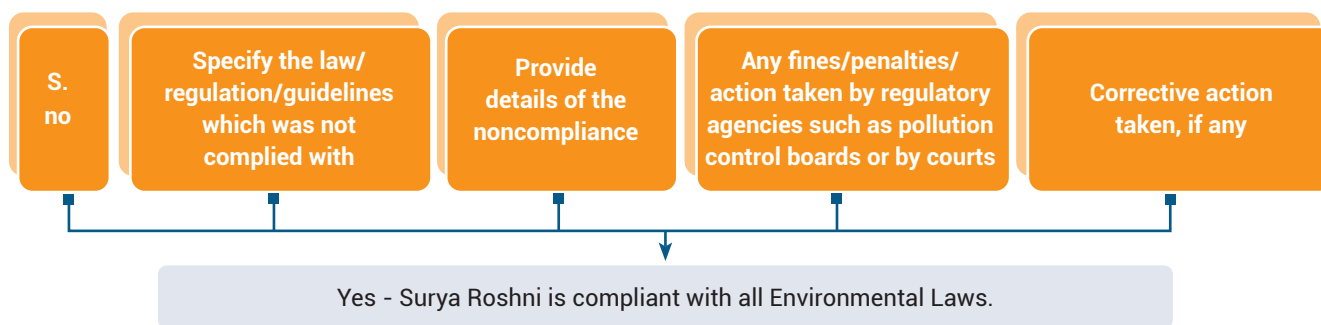 S.
no
Specify the law/
regulation/guidelines
which was not
complied with
Provide
details of the
noncompliance
Any fines/penalties/
action taken by regulatory
agencies such as pollution
control boards or by courts
Corrective action
taken, if any
Yes - Surya Roshni is compliant with all Environmental Laws.